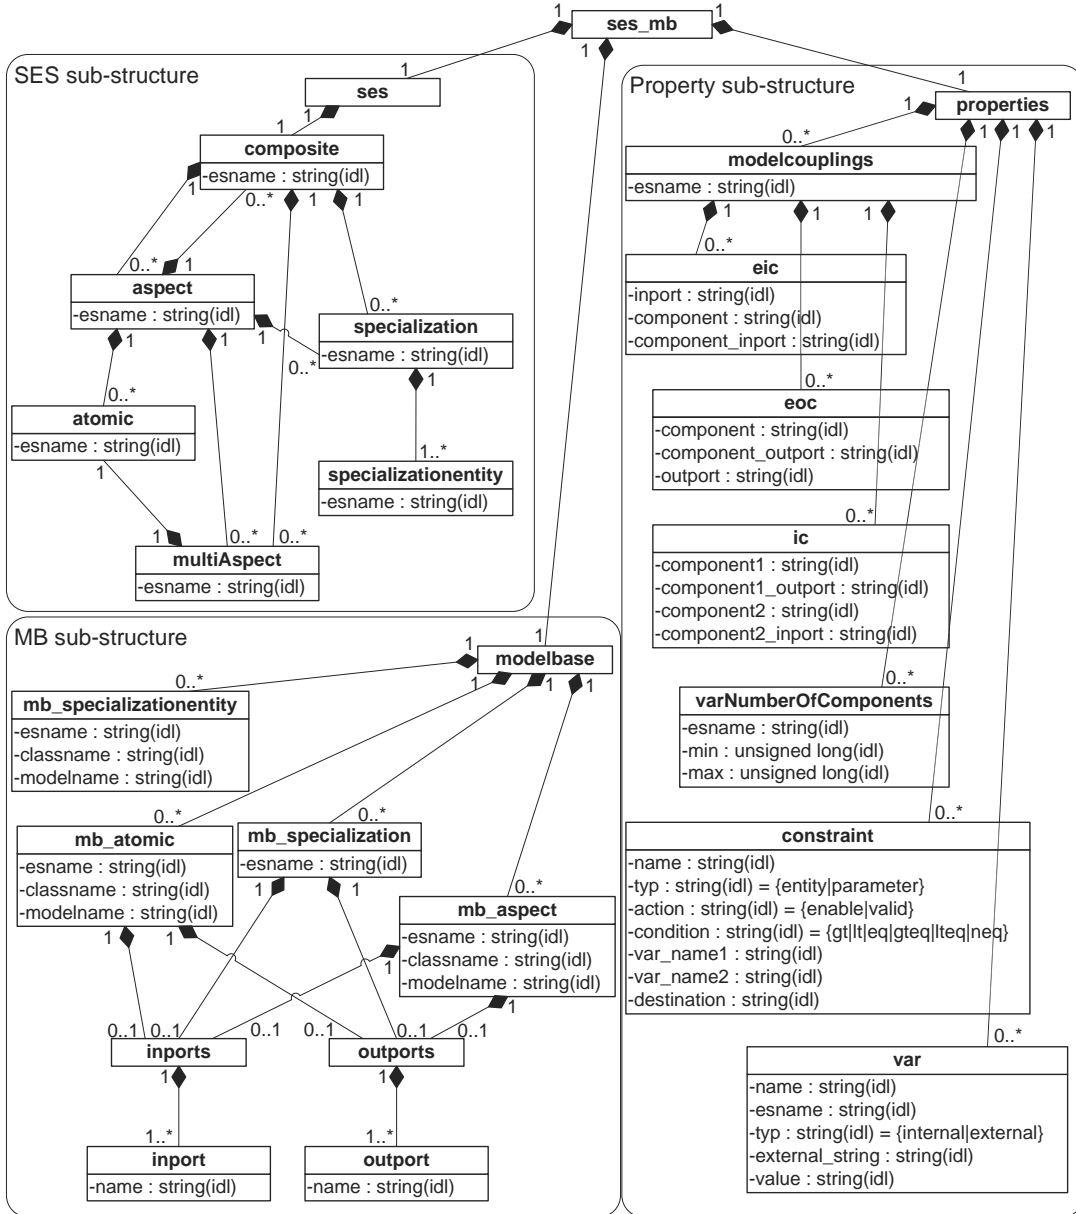 1
1
ses_mb
1
SES sub-structure
1
ses
1
1
composite
-esname : string(idl)
1
0..*
1
1
0..*
1
aspect
-esname : string(idl)
1
1
1
0..*
0..*
specialization
-esname : string(idl)
1
0..*
atomic
-esname : string(idl)
1
1..*
specializationentity
-esname : string(idl)
1
0..*
0..*
multiAspect
-esname : string(idl)
MB sub-structure
1
1
modelbase
1
1
1
0..*
mb_specializationentity
-esname : string(idl)
-classname : string(idl)
-modelname : string(idl)
0..*
mb_atomic
-esname : string(idl)
-classname : string(idl)
-modelname : string(idl)
1
1
0..*
mb_specialization
-esname : string(idl)
1
1
0..*
mb_aspect
-esname : string(idl)
-classname : string(idl)
-modelname : string(idl)
1
1
0..1
0..1
0..1
0..1
0..1
0..1
inports
1
outports
1
1..*
inport
-name : string(idl)
1..*
outport
-name : string(idl)
Property sub-structure
1
1
properties
1
1
1
0..*
modelcouplings
-esname : string(idl)
1
1
1
0..*
eic
-inport : string(idl)
-component : string(idl)
-component_inport : string(idl)
0..*
eoc
-component : string(idl)
-component_outport : string(idl)
-outport : string(idl)
0..*
ic
-component1 : string(idl)
-component1_outport : string(idl)
-component2 : string(idl)
-component2_inport : string(idl)
0..*
varNumberOfComponents
-esname : string(idl)
-min : unsigned long(idl)
-max : unsigned long(idl)
0..*
constraint
-name : string(idl)
-typ : string(idl) = {entity|parameter}
-action : string(idl) = {enable|valid}
-condition : string(idl) = {gt|lt|eq|gteq|lteq|neq}
-var_name1 : string(idl)
-var_name2 : string(idl)
-destination : string(idl)
0..*
var
-name : string(idl)
-esname : string(idl)
-typ : string(idl) = {internal|external}
-external_string : string(idl)
-value : string(idl)